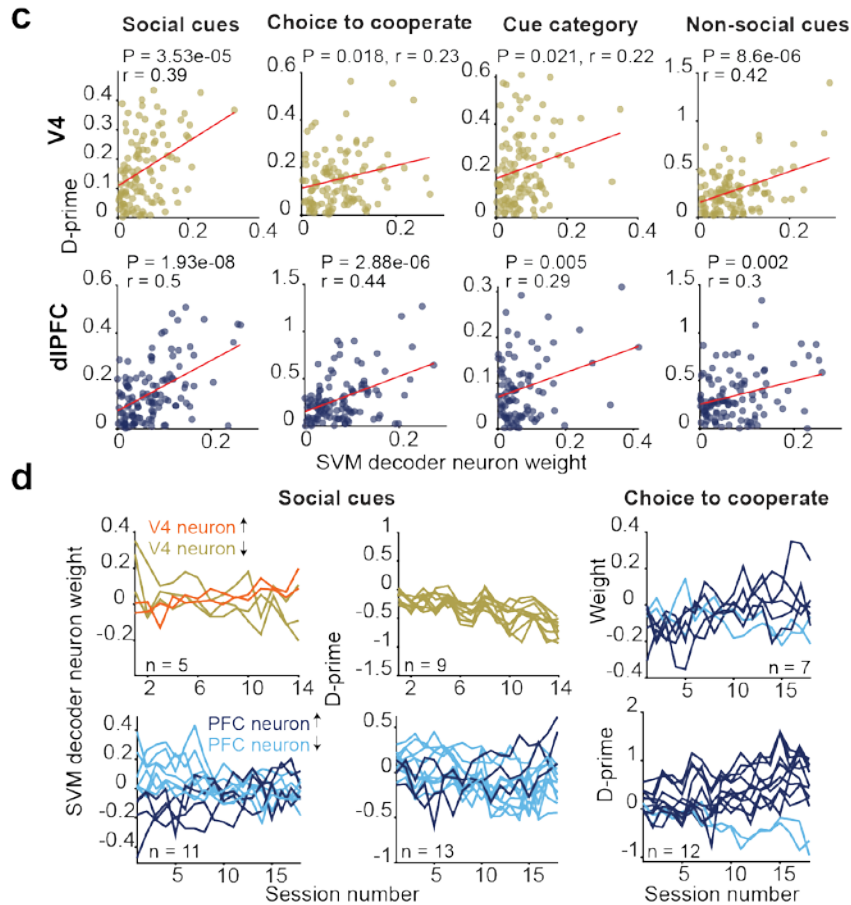 c
Social cues
Choice to cooperate
Cue category
Non-social cues
P = 3.53e-05
r = 0.39
P = 0.018, r = 0.23
P = 0.021, r = 0.22
P = 8.6e-06
r = 0.42
V4
D-prime
0.4
0.3
0.2
0.1
0
0
0.2
0.4
0.6
0.4
0.2
0
0
0.2
0.6
0.4
0.2
0
0
0.2
0.4
1.5
1
0.5
0
0
0.2
P = 1.93e-08
r = 0.5
P = 2.88e-06
r = 0.44
P = 0.005
r = 0.29
P = 0.002
r = 0.3
dlPFC
0.6
0.4
0.2
0
0
0.2
1.5
1
0.5
0
0
0.2
0.3
0.2
0.1
0
0
0.2
0.4
1.5
1
0.5
0
0
0.2
SVM decoder neuron weight
d
Social cues
Choice to cooperate
SVM decoder neuron weight
V4 neuron ↑
V4 neuron ↓
0.4
0.2
0
-0.2
n = 5
2
6
10
14
D-prime
1
0.5
0
-0.5
-1
-1.5
n = 9
2
6
10
14
Weight
0.4
0.2
0
-0.2
-0.4
n = 7
5
10
15
PFC neuron ↑
PFC neuron ↓
0.4
0.2
0
-0.2
-0.4
n = 11
5
10
15
0.5
0
-0.5
-1
n = 13
5
10
15
D-prime
2
1
0
-1
n = 12
5
10
15
Session number
Session number